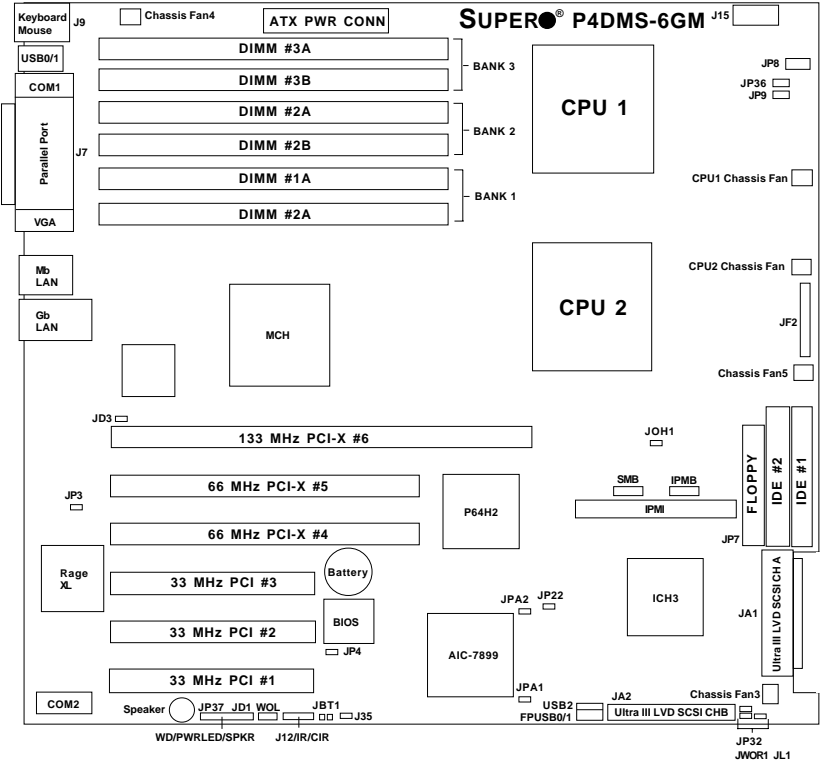 Keyboard
Mouse
J9
Chassis Fan4
ATX PWR CONN
SUPER® P4DMS-6GM
J15
USB0/1
DIMM #3A
BANK 3
DIMM #3B
JP8
JP36
JP9
COM1
DIMM #2A
BANK 2
DIMM #2B
CPU 1
Parallel Port
J7
DIMM #1A
BANK 1
DIMM #2A
CPU1 Chassis Fan
VGA
Mb
LAN
CPU2 Chassis Fan
Gb
LAN
MCH
CPU 2
JF2
Chassis Fan5
JD3
133 MHz PCI-X #6
JOH1
66 MHz PCI-X #5
SMB
IPMB
FLOPPY
IDE #2
IDE #1
JP3
P64H2
IPMI
66 MHz PCI-X #4
JP7
Rage
XL
33 MHz PCI #3
Battery
JPA2
JP22
ICH3
JA1
Ultra III LVD SCSI CH A
BIOS
33 MHz PCI #2
JP4
AIC-7899
33 MHz PCI #1
JPA1
Chassis Fan3
COM2
Speaker
JP37
JD1
WOL
JBT1
J35
USB2
FPUSB0/1
JA2
Ultra III LVD SCSI CHB
WD/PWRLED/SPKR
J12/IR/CIR
JP32
JWOR1
JL1